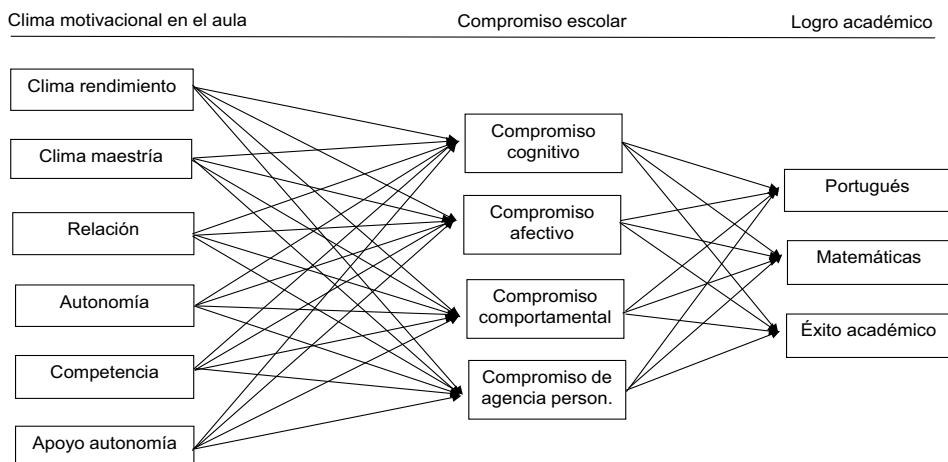 Clima motivacional en el aula
Compromiso escolar
Logro académico
Clima rendimiento
Clima maestría
Relación
Autonomía
Competencia
Apoyo autonomía
Compromiso
cognitivo
Compromiso
afectivo
Compromiso
comportamental
Compromiso de
agencia person.
Portugués
Matemáticas
Éxito académico